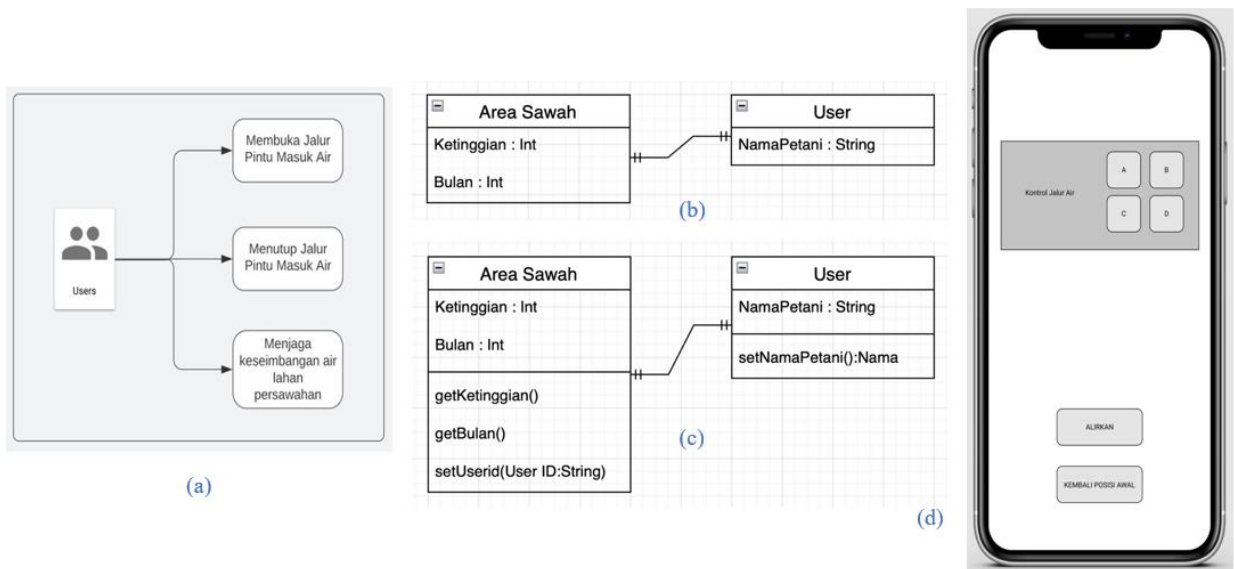 Membuka Jalur
Pintu Masuk Air
Users
Menutup Jalur
Pintu Masuk Air
Menjaga
keseimbangan air
lahan
persawahan
(a)
Area Sawah
Ketinggian : Int
Bulan : Int
User
NamaPetani : String
(b)
Area Sawah
Ketinggian : Int
Bulan : Int
getKetinggian()
getBulan()
setUserid(User ID:String)
User
NamaPetani : String
setNamaPetani():Nama
(c)
(d)
Kontrol Jalur Air
A
B
C
D
ALIRKAN
KEMBALI POSISI AWAL